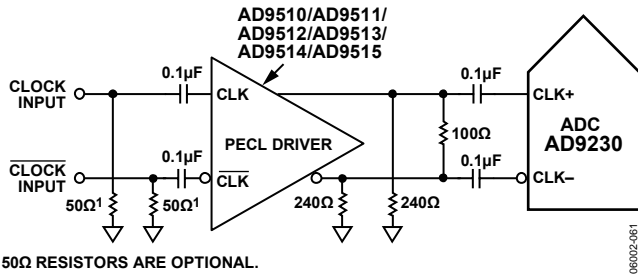 AD9510/AD9511/
AD9512/AD9513/
AD9514/AD9515
CLOCK
INPUT
0.1µF
CLK
PECL DRIVER
CLOCK
INPUT
0.1µF
CLK
50Ω¹
50Ω¹
240Ω
240Ω
100Ω
0.1µF
0.1µF
CLK+
ADC
AD9230
CLK–
50Ω RESISTORS ARE OPTIONAL.
06002-061